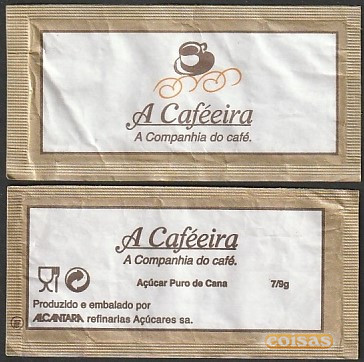 A Caféeira
A Companhia do café.
A Caféeira
A Companhia do café.
Açúcar Puro de Cana 7/9g
Produzido e embalado por
ALCANTARA refinarias Açúcares sa.
coisas